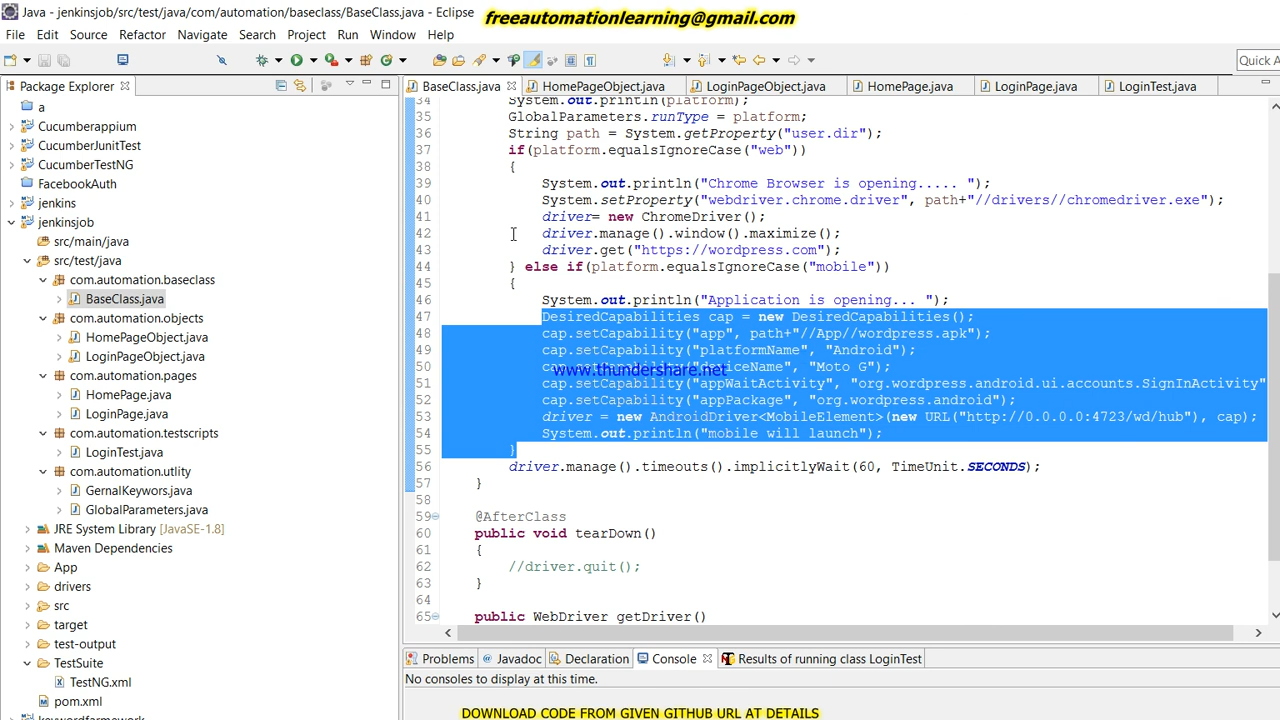 Java - jenkinsjob/src/test/java/com/automation/baseclass/BaseClass.java - Eclipse
freeautomationlearning@gmail.com
File Edit Source Refactor Navigate Search Project Run Window Help
Quick A
Package Explorer
BaseClass.java HomePageObject.java LoginPageObject.java HomePage.java LoginPage.java LoginTest.java
a
Cucumberappium
CucumberJunitTest
CucumberTestNG
FacebookAuth
jenkins
jenkinsjob
src/main/java
src/test/java
com.automation.baseclass
BaseClass.java
com.automation.objects
HomePageObject.java
LoginPageObject.java
com.automation.pages
HomePage.java
LoginPage.java
com.automation.testscripts
LoginTest.java
com.automation.utlity
GernalKeywors.java
GlobalParameters.java
JRE System Library [JavaSE-1.8]
Maven Dependencies
App
drivers
src
target
test-output
TestSuite
TestNG.xml
pom.xml
keywordfarmework
34 System.out.println(platform);
35 GlobalParameters.runType = platform;
36 String path = System.getProperty("user.dir");
37 if(platform.equalsIgnoreCase("web"))
38 {
39 System.out.println("Chrome Browser is opening..... ");
40 System.setProperty("webdriver.chrome.driver", path+"//drivers//chromedriver.exe");
41 driver= new ChromeDriver();
42 driver.manage().window().maximize();
43 driver.get("https://wordpress.com");
44 } else if(platform.equalsIgnoreCase("mobile"))
45 {
46 System.out.println("Application is opening... ");
47 DesiredCapabilities cap = new DesiredCapabilities();
48 cap.setCapability("app", path+"//App//wordpress.apk");
49 cap.setCapability("platformName", "Android");
50 cap.setCapability("deviceName", "Moto G");
www.thundershare.net
51 cap.setCapability("appWaitActivity", "org.wordpress.android.ui.accounts.SignInActivity"
52 cap.setCapability("appPackage", "org.wordpress.android");
53 driver = new AndroidDriver<MobileElement>(new URL("http://0.0.0.0:4723/wd/hub"), cap);
54 System.out.println("mobile will launch");
55 }
56 driver.manage().timeouts().implicitlyWait(60, TimeUnit.SECONDS);
57 }
58
59 @AfterClass
60 public void tearDown()
61 {
62 //driver.quit();
63 }
64
65 public WebDriver getDriver()
Problems Javadoc Declaration Console Results of running class LoginTest
No consoles to display at this time.
DOWNLOAD CODE FROM GIVEN GITHUB URL AT DETAILS